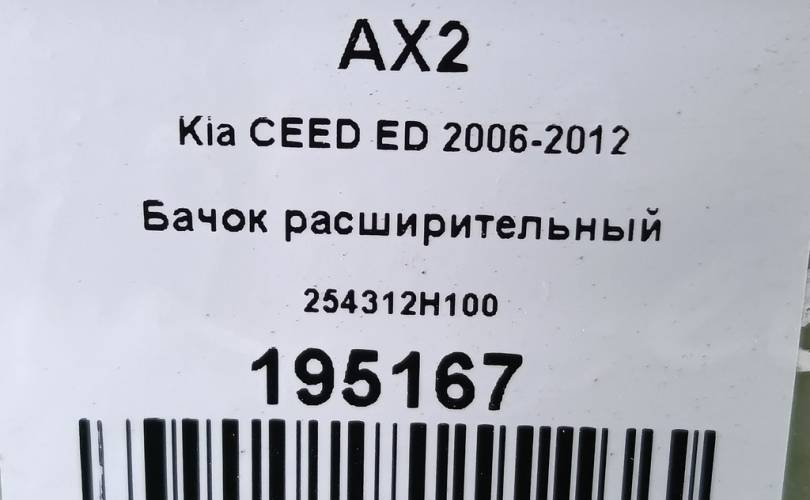 AX2
Kia CEED ED 2006-2012
Бачок расширительный
254312H100
195167